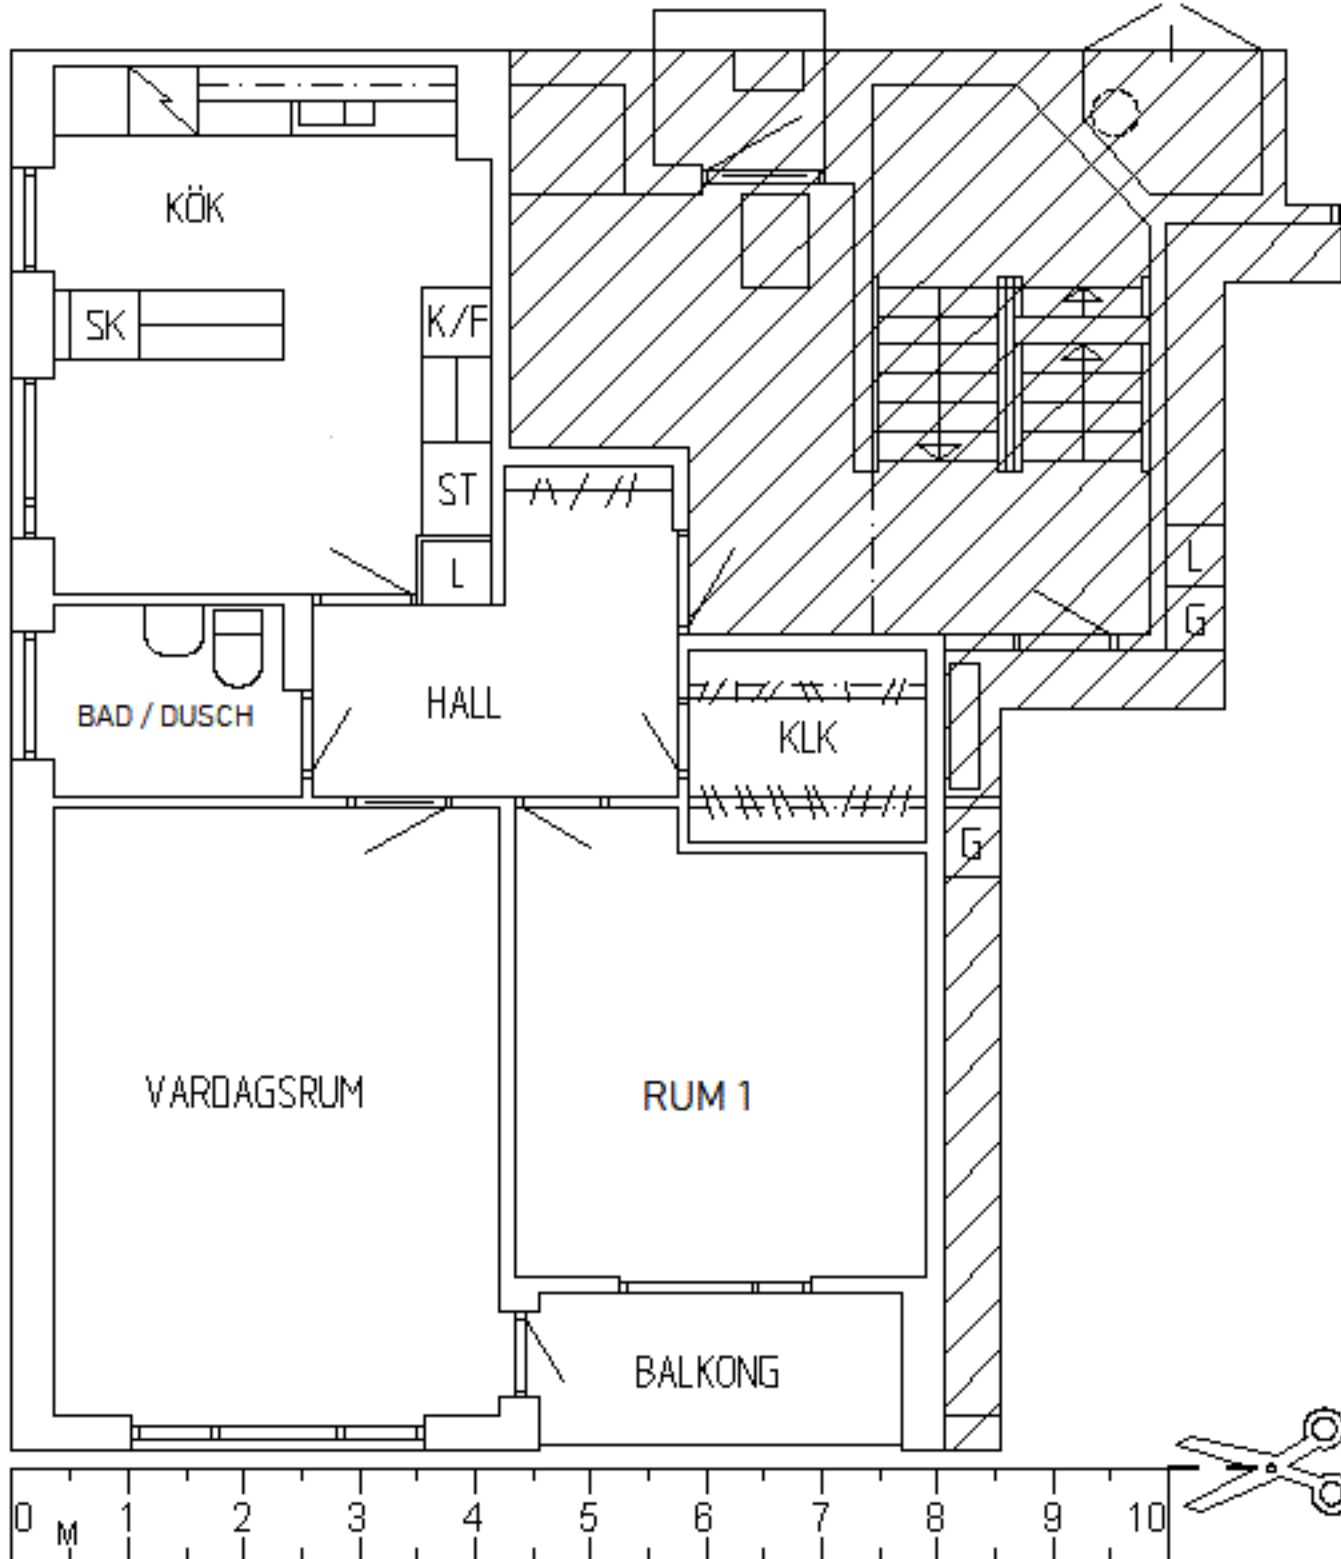 KÖK
SK
K/F
ST
L
L
G
HALL
BAD / DUSCH
KLK
G
VARDAGSRUM
RUM 1
BALKONG
0 M 1 2 3 4 5 6 7 8 9 10